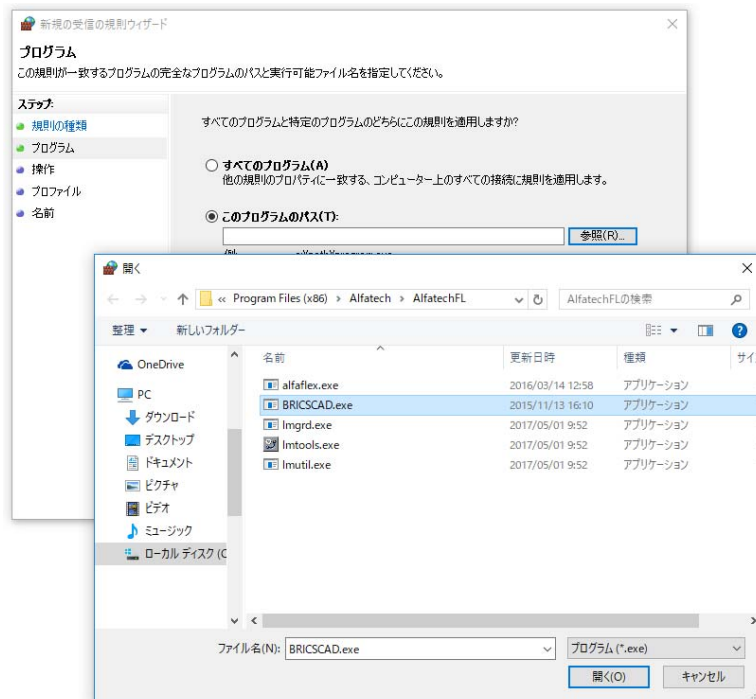 新規の受信の規則ウィザード
プログラム
この規則が一致するプログラムの完全なプログラムのパスと実行可能ファイル名を指定してください。
ステップ:
規則の種類
プログラム
操作
プロファイル
名前
すべてのプログラムと特定のプログラムのどちらにこの規則を適用しますか?
すべてのプログラム(A)
他の規則のプロパティに一致する、コンピューター上のすべての接続に規則を適用します。
このプログラムのパス(T):
参照(R)...
開く
« Program Files (x86) › Alfatech › AlfatechFL
AlfatechFLの検索
整理
新しいフォルダー
OneDrive
PC
ダウンロード
デスクトップ
ドキュメント
ピクチャ
ビデオ
ミュージック
ローカル ディスク (C
名前 更新日時 種類 サイ
alfaflex.exe 2016/03/14 12:58 アプリケーション
BRICSCAD.exe 2015/11/13 16:10 アプリケーション
lmgrd.exe 2017/05/01 9:52 アプリケーション
lmtools.exe 2017/05/01 9:52 アプリケーション
lmutil.exe 2017/05/01 9:52 アプリケーション
ファイル名(N): BRICSCAD.exe プログラム (*.exe)
開く(O) キャンセル